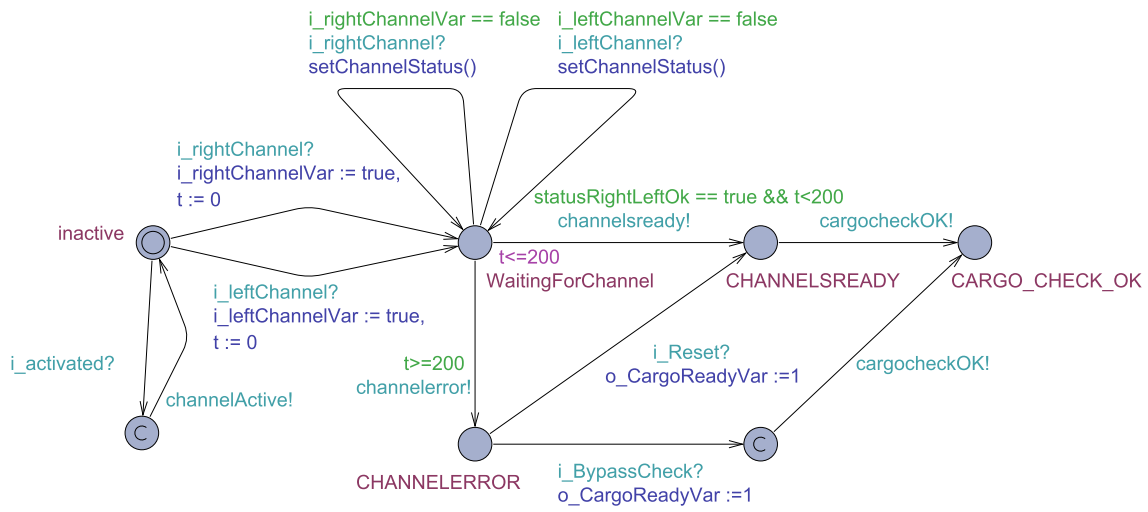 i_rightChannelVar == false
i_rightChannel?
setChannelStatus()
i_leftChannelVar == false
i_leftChannel?
setChannelStatus()
i_rightChannel?
i_rightChannelVar := true,
t := 0
statusRightLeftOk == true && t<200
channelsready!
cargocheckOK!
inactive
t<=200
WaitingForChannel
CHANNELSREADY
CARGO_CHECK_OK
i_leftChannel?
i_leftChannelVar := true,
t := 0
i_activated?
channelActive!
t>=200
channelerror!
i_Reset?
o_CargoReadyVar :=1
cargocheckOK!
C
C
CHANNELERROR
i_BypassCheck?
o_CargoReadyVar :=1